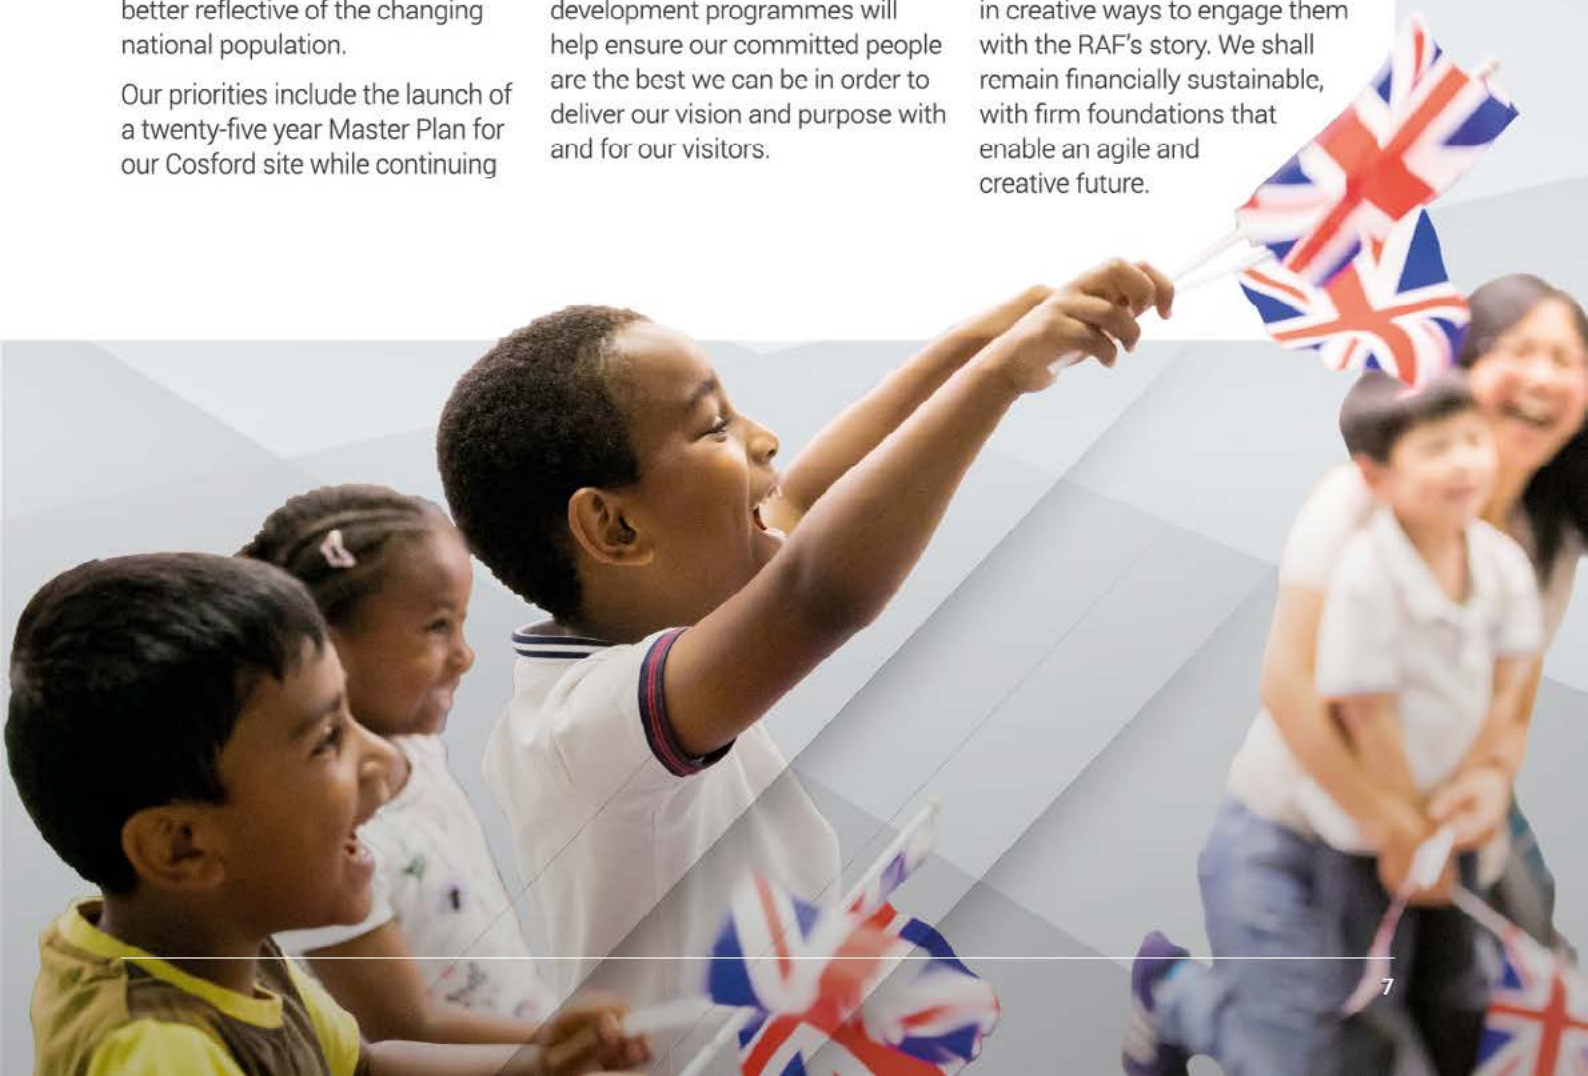 better reflective of the changing
national population.
Our priorities include the launch of
a twenty-five year Master Plan for
our Cosford site while continuing
development programmes will
help ensure our committed people
are the best we can be in order to
deliver our vision and purpose with
and for our visitors.
in creative ways to engage them
with the RAF's story. We shall
remain financially sustainable,
with firm foundations that
enable an agile and
creative future.
7